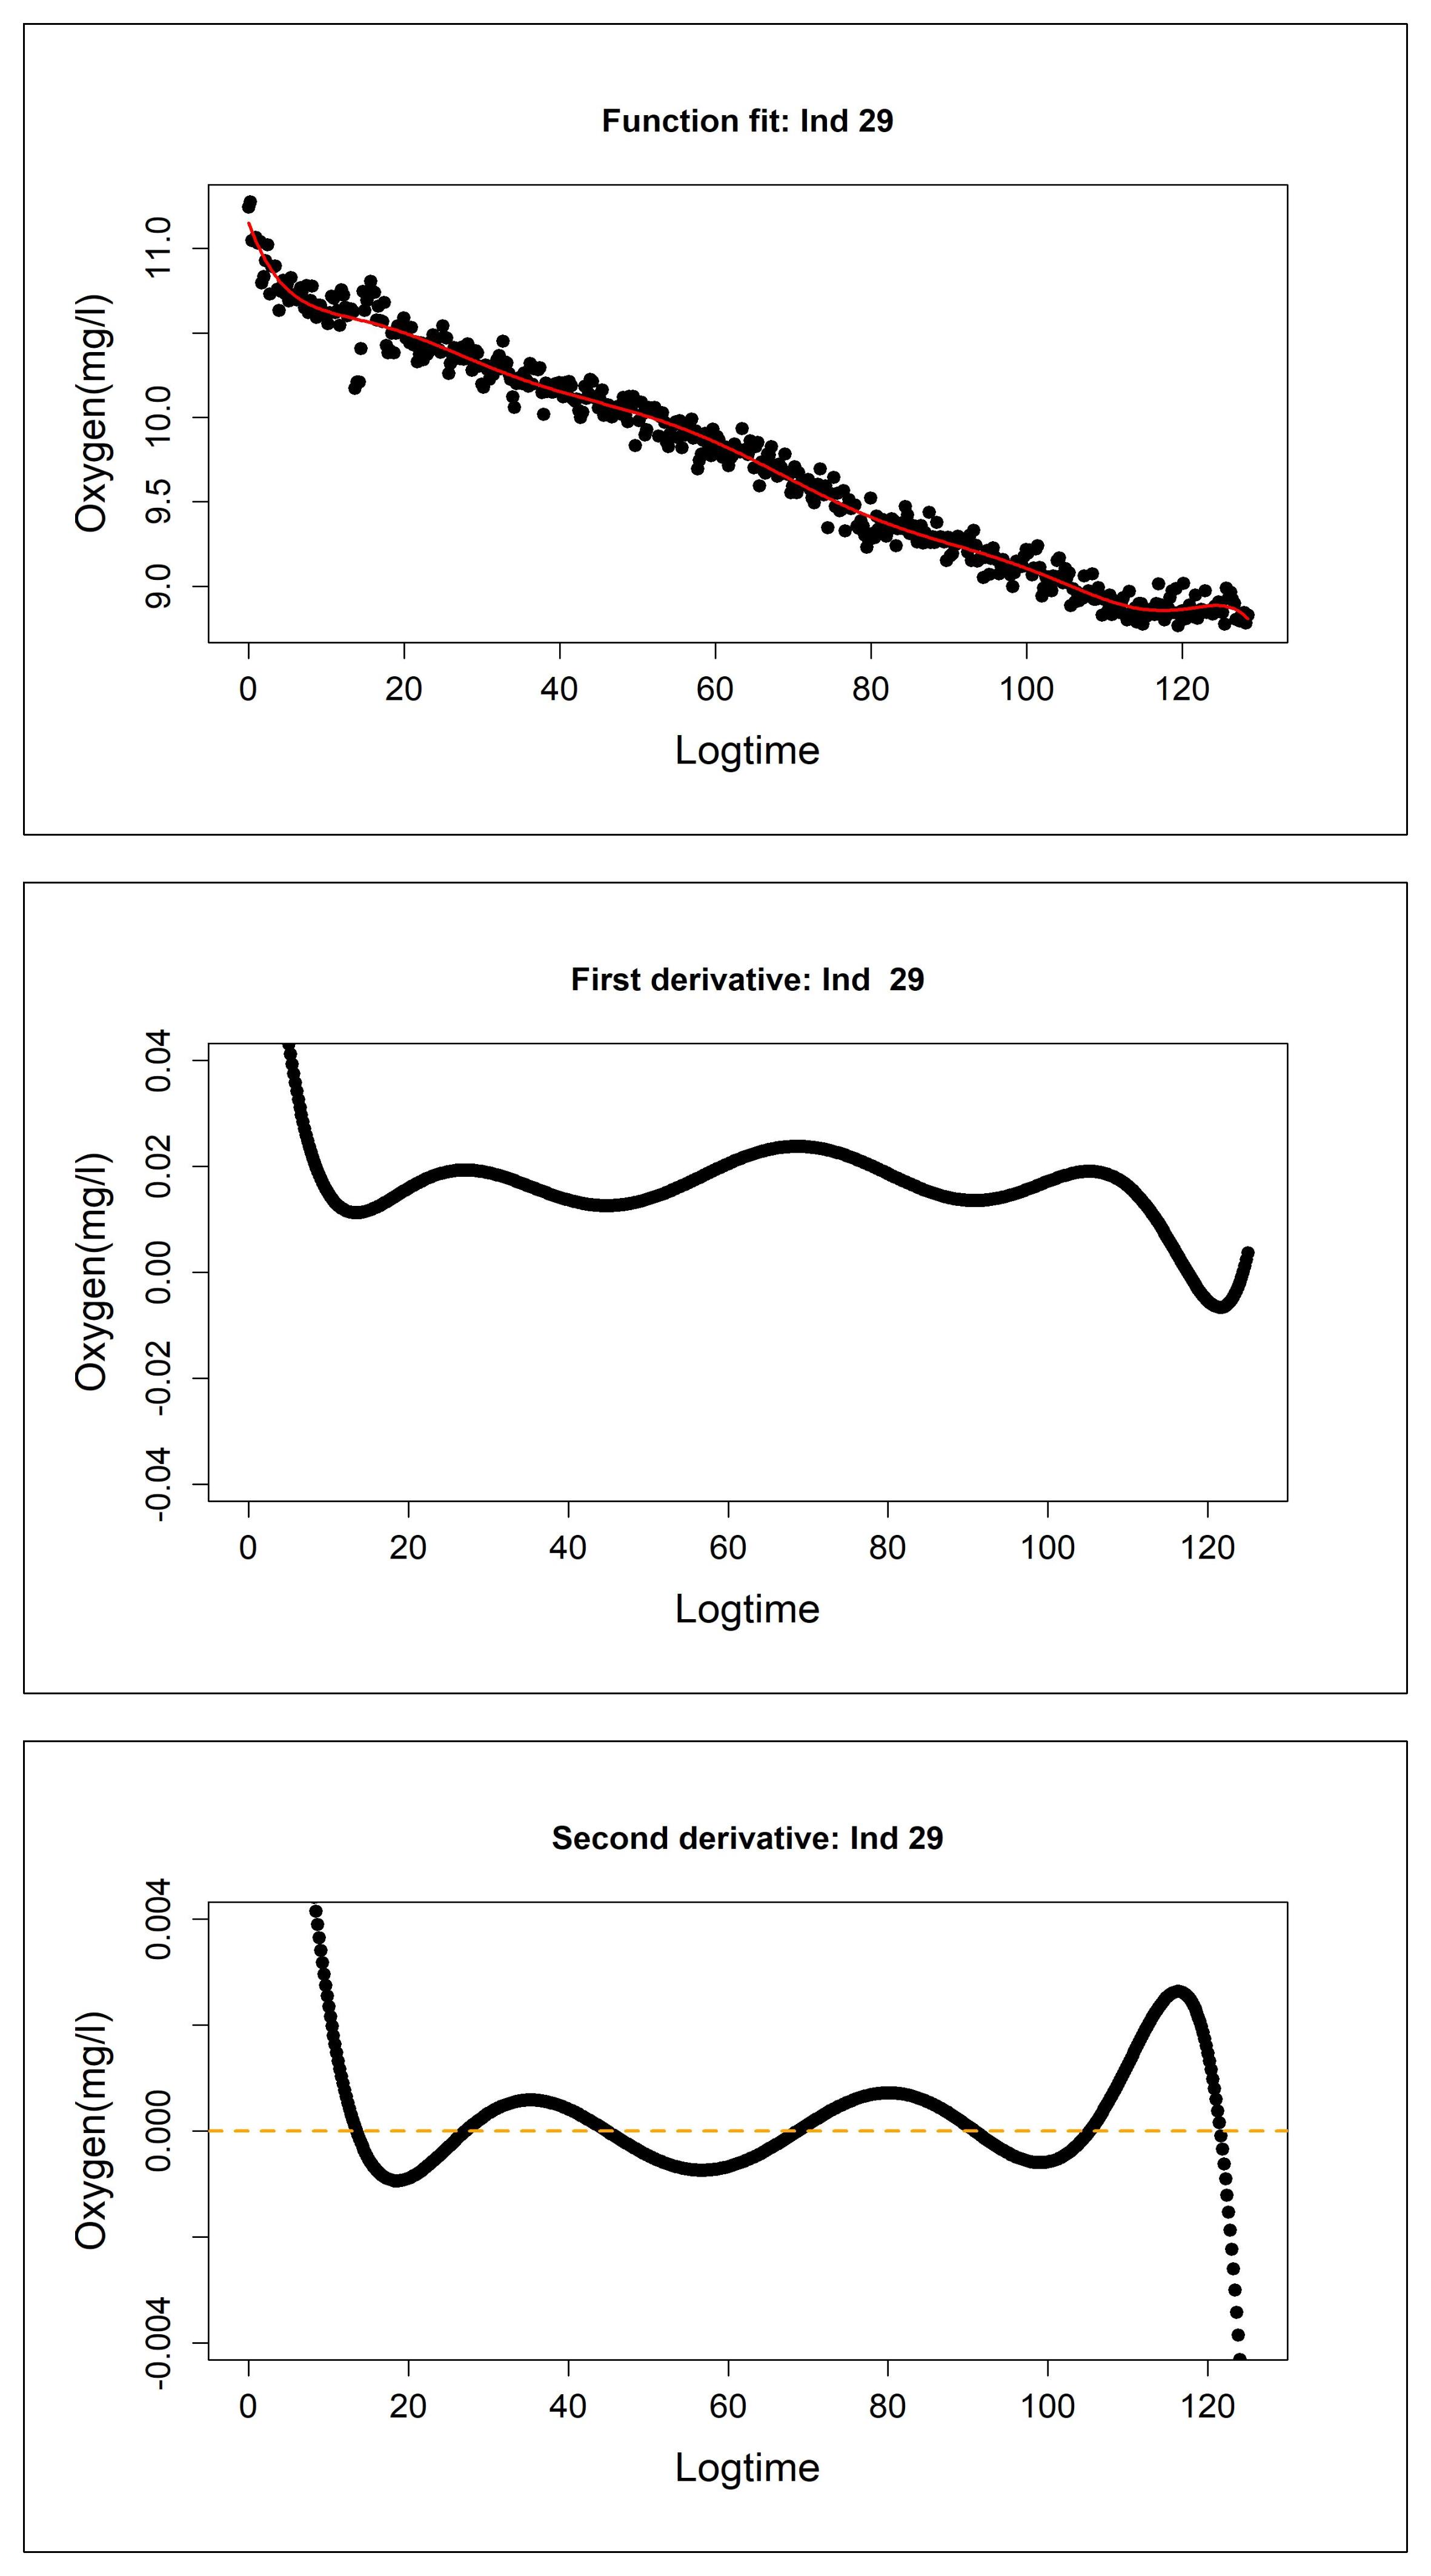 Function fit: Ind 29
Oxygen(mg/l)
11.0
10.0
9.5
9.0
0 20 40 60 80 100 120
Logtime
First derivative: Ind  29
Oxygen(mg/l)
0.04
0.02
0.00
-0.02
-0.04
0 20 40 60 80 100 120
Logtime
Second derivative: Ind 29
Oxygen(mg/l)
0.004
0.000
-0.004
0 20 40 60 80 100 120
Logtime